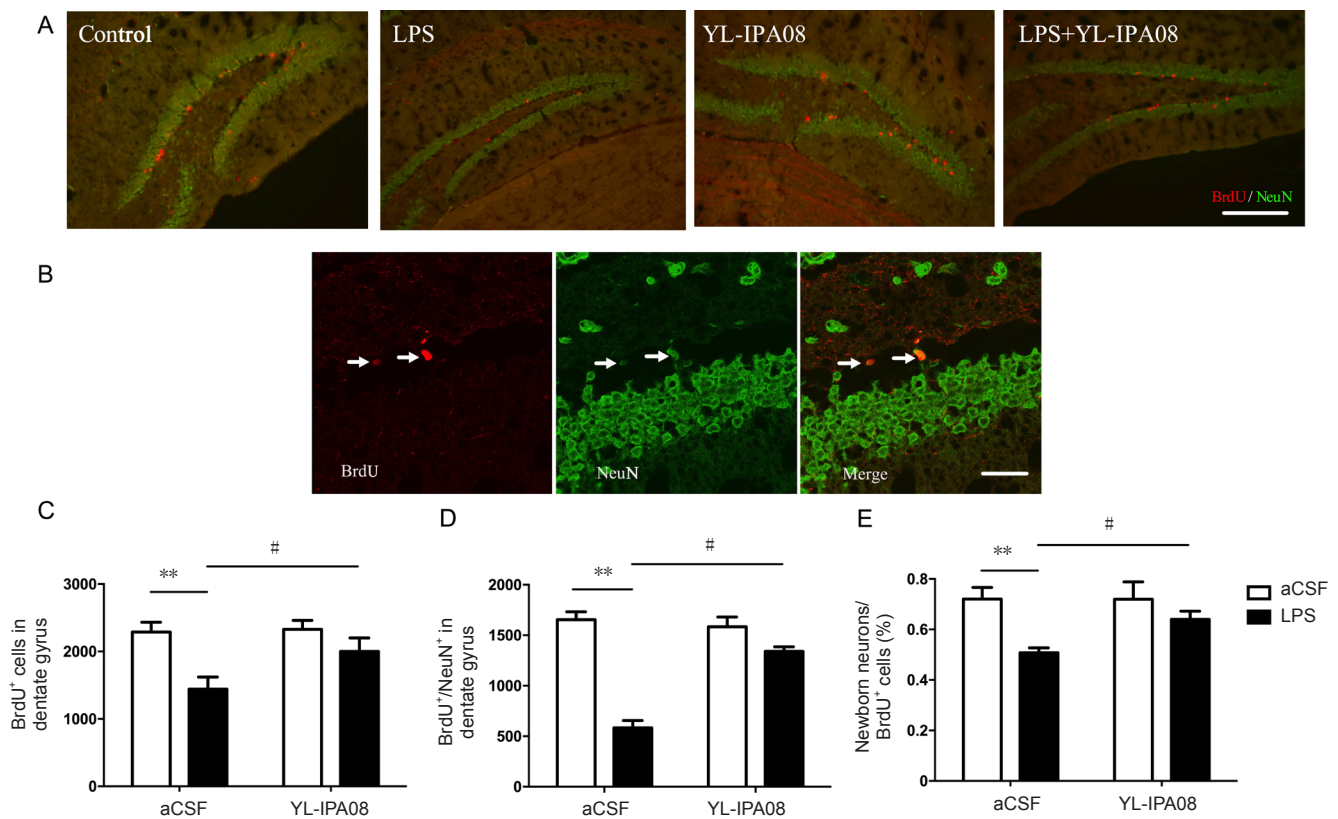 A
Control
LPS
YL-IPA08
LPS+YL-IPA08
BrdU/ NeuN
B
BrdU
NeuN
Merge
C
BrdU⁺ cells in
dentate gyrus
3000
2000
1000
0
**
#
aCSF
YL-IPA08
D
BrdU⁺/NeuN⁺ in
dentate gyrus
2000
1500
1000
500
0
**
#
aCSF
YL-IPA08
E
Newborn neurons/
BrdU⁺ cells (%)
0.8
0.6
0.4
0.2
0
**
#
aCSF
YL-IPA08
aCSF
LPS